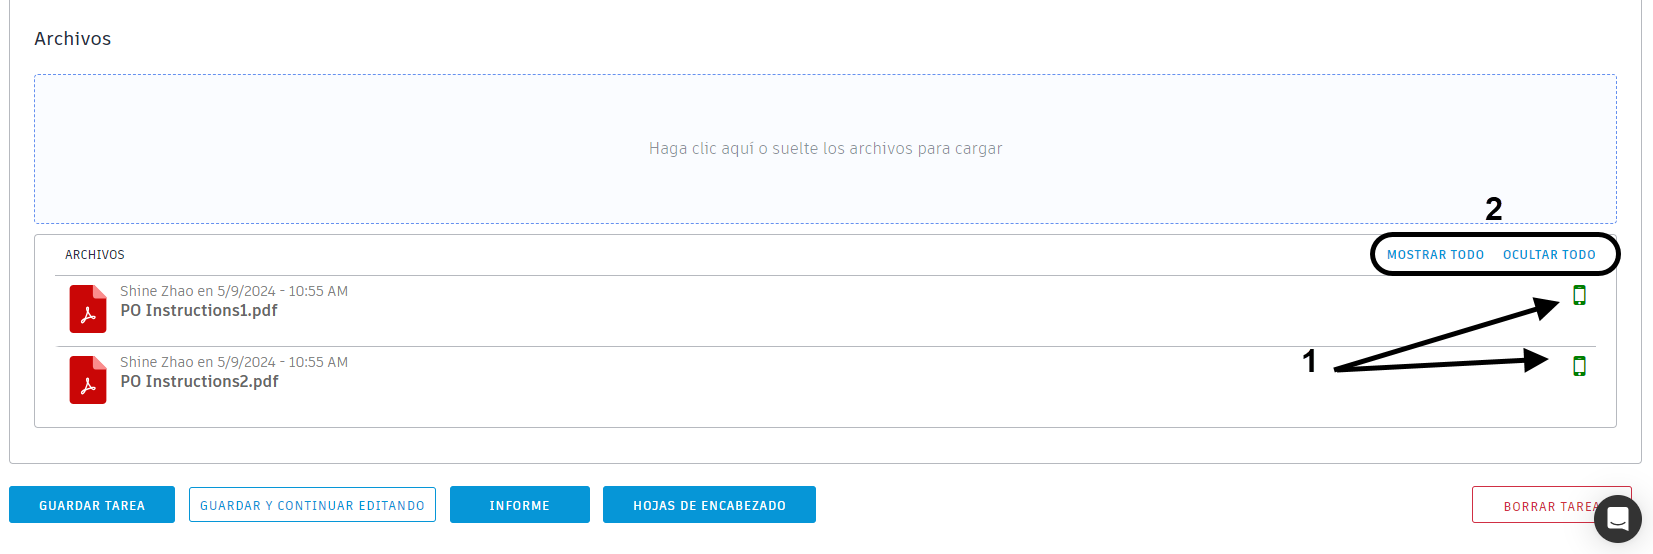 Archivos
Haga clic aquí o suelte los archivos para cargar
2
ARCHIVOS
MOSTRAR TODO OCULTAR TODO
Shine Zhao en 5/9/2024 - 10:55 AM
PO Instructions1.pdf
1
Shine Zhao en 5/9/2024 - 10:55 AM
PO Instructions2.pdf
GUARDAR TAREA GUARDAR Y CONTINUAR EDITANDO INFORME HOJAS DE ENCABEZADO BORRAR TAREA